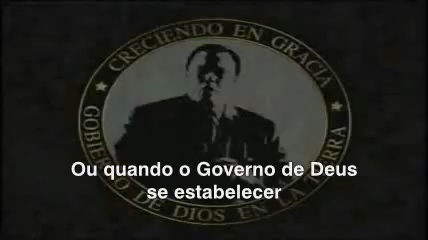 CRECIENDO EN GRACIA
GOBIERNO DE DIOS EN LA TIERRA
Ou quando o Governo de Deus
se estabelecer